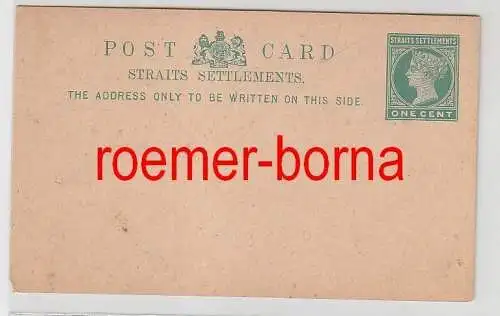 POST CARD
STRAITS SETTLEMENTS
STRAITS SETTLEMENTS.
THE ADDRESS ONLY TO BE WRITTEN ON THIS SIDE.
ONE CENT
roemer-borna